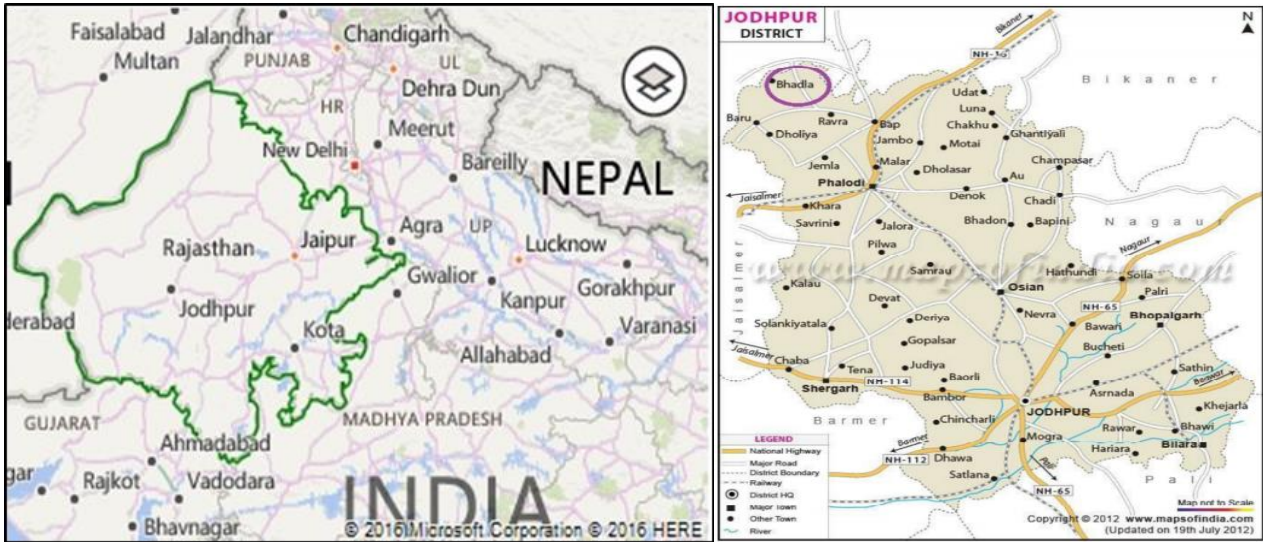 Faisalabad
Jalandhar
Chandigarh
Multan
PUNJAB
UL
Dehra Dun
HR
Meerut
New Delhi
Bareilly
NEPAL
Agra
UP
Rajasthan
Jaipur
Lucknow
Gwalior
Gorakhpur
Jodhpur
Kanpur
derabad
Kota
Varanasi
Allahabad
GUJARAT
MADHYA PRADESH
Ahmadabad
gar
Rajkot
Vadodara
INDIA
Bhavnagar
© 2016 Microsoft Corporation © 2016 HERE
JODHPUR
DISTRICT
N
Bikaner
NH-
Bikaner
Bhadla
Udat
Luna
Baru
Ravra
Bap
Chakhu
Dholiya
Jambo
Motai
Ghantiyali
Jemla
Malar
Dholasar
Champasar
Phalodi
Au
Jaisalmer
Denok
Chadi
Khara
Savrini
Jalora
Bhadon
Bapini
Nagaur
Pilwa
Nagaur
Samrau
Hathundi
Soila
www.mapsofindia.com
Jaisalmer
Kalau
Osian
Palri
Devat
NH-65
Nevra
Solankiyatala
Deriya
Bawari
Bhopalgarh
Gopalsar
Bucheti
Jaisalmer
Chaba
Tena
Judiya
Sathin
Shergarh
NH-114
Baorli
Asrnada
Beawar
Bambor
JODHPUR
Khejarla
Barmer
Chincharli
Rawar
Bhawi
LEGEND
Barmer
Mogra
Hariara
Bilara
National Highway
NH-112
Dhawa
Pali
Major Road
District Boundary
Satlana
Pali
Railway
NH-65
District HQ
Major Town
Map not to Scale
Other Town
Copyright © 2012 www.mapsofindia.com
River
(Updated on 19th July 2012)